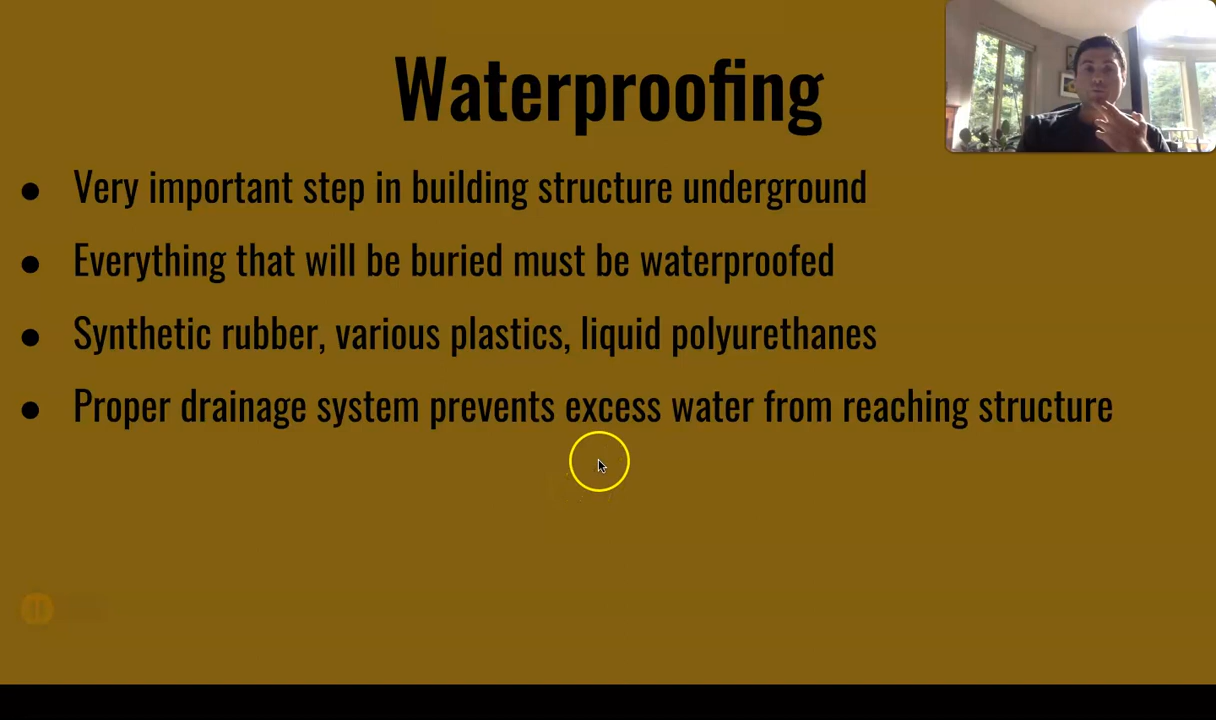 Waterproofing
● Very important step in building structure underground
● Everything that will be buried must be waterproofed
● Synthetic rubber, various plastics, liquid polyurethanes
● Proper drainage system prevents excess water from reaching structure